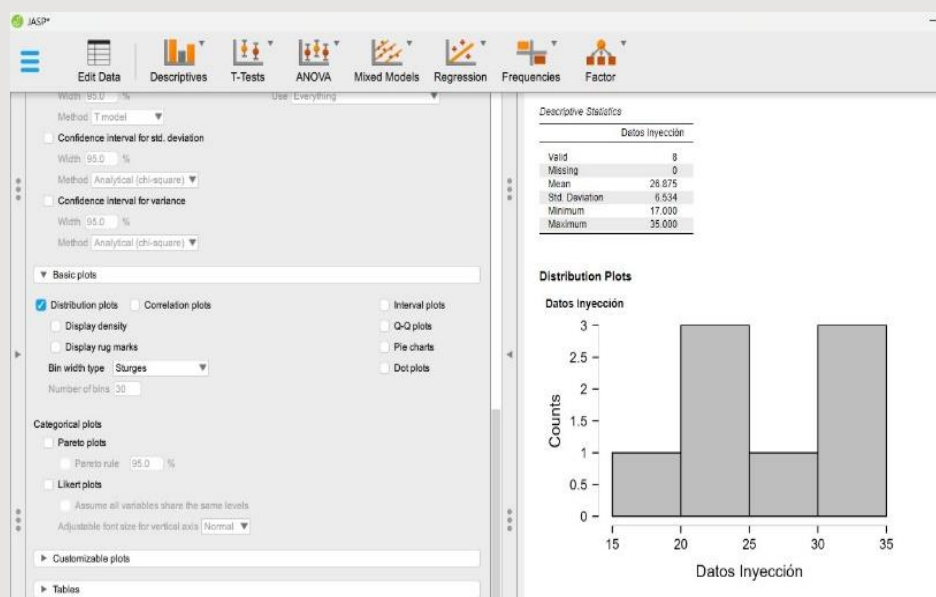 JASP*
Edit Data
Descriptives
T-Tests
ANOVA
Mixed Models
Regression
Frequencies
Factor
Width 95.0 %
Use Everything
Method T model
Confidence interval for std. deviation
Width 95.0 %
Method Analytical (chi-square)
Confidence interval for variance
Width 95.0 %
Method Analytical (chi-square)
Basic plots
Distribution plots Correlation plots Interval plots
Display density Q-Q plots
Display rug marks Pie charts
Bin width type Sturges Dot plots
Number of bins 30
Categorical plots
Pareto plots
Pareto rule 95.0 %
Likert plots
Assume all variables share the same levels
Adjustable font size for vertical axis Normal
Customizable plots
Tables
Descriptive Statistics
Datos Inyección
Valid 8
Missing 0
Mean 26.875
Std. Deviation 6.534
Minimum 17.000
Maximum 35.000
Distribution Plots
Datos Inyección
3
2.5
2
1.5
1
0.5
0
Counts
15 20 25 30 35
Datos Inyección